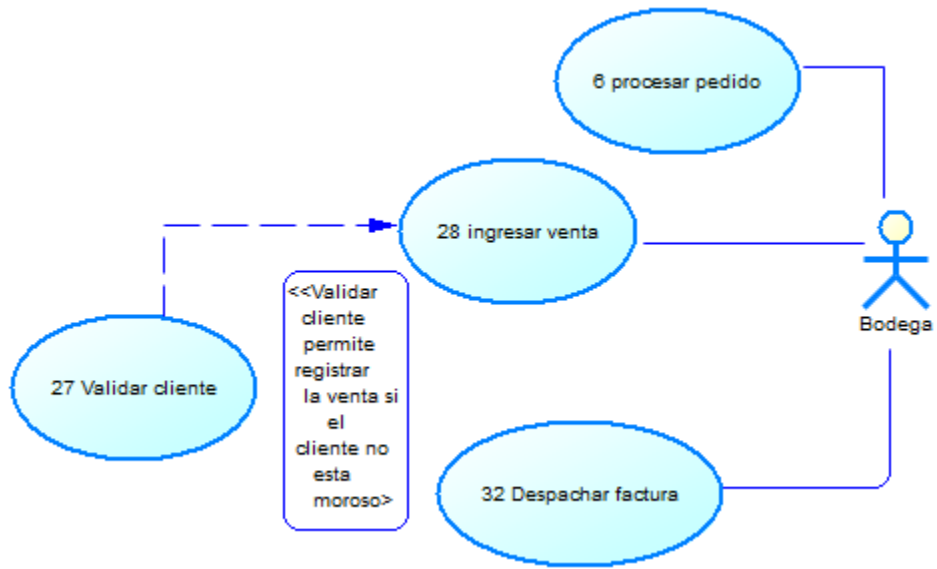 6 procesar pedido
28 ingresar venta
Bodega
<<Validar
cliente
permite
registrar
la venta si
el
cliente no
esta
moroso>
27 Validar cliente
32 Despachar factura